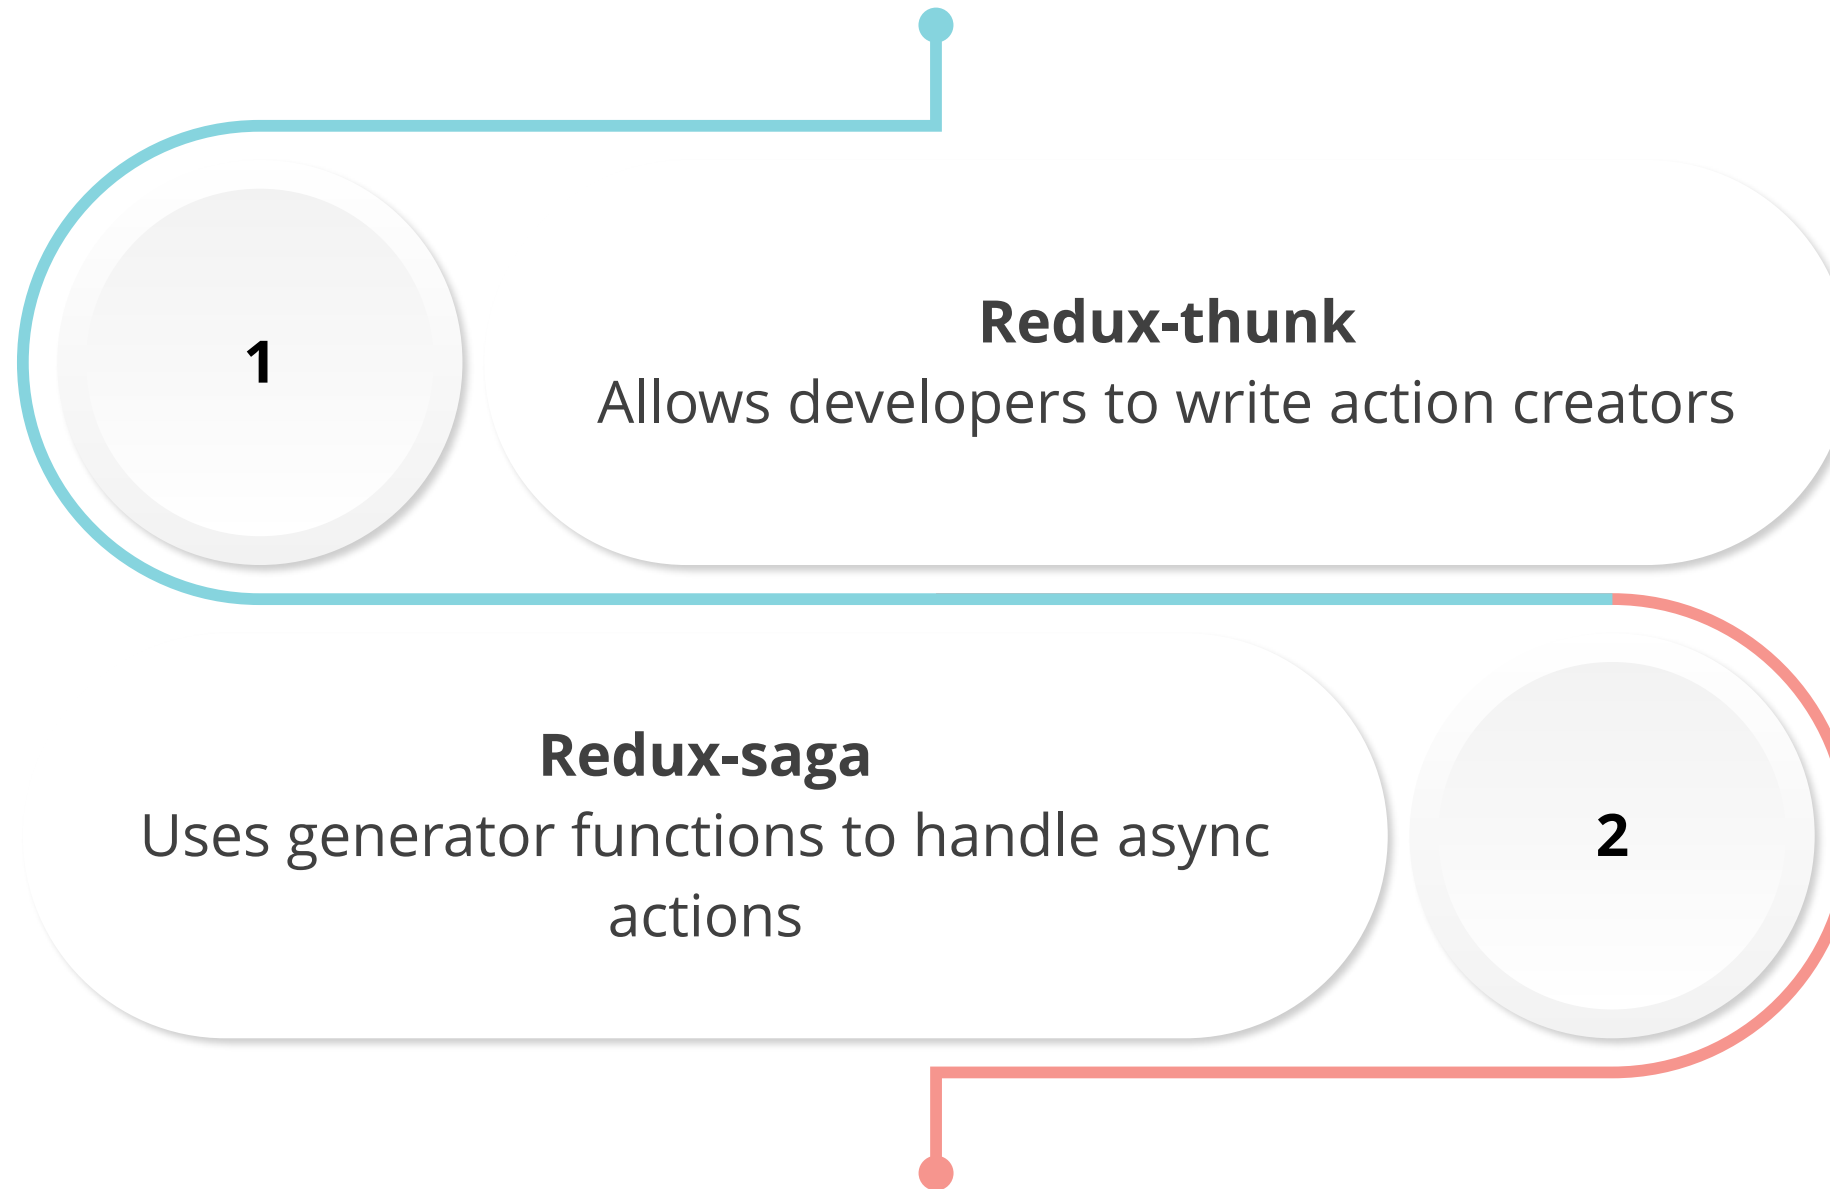 1
Redux-thunk
Allows developers to write action creators
Redux-saga
Uses generator functions to handle async
actions
2